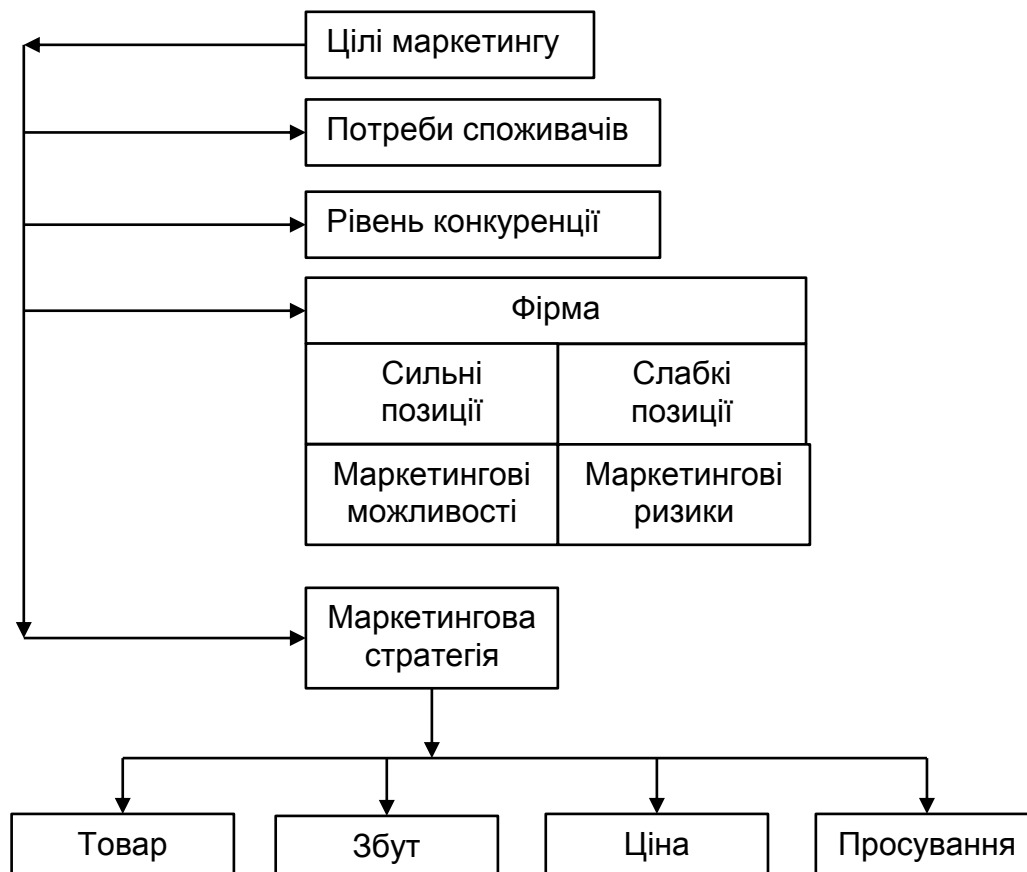 Цілі маркетингу
Потреби споживачів
Рівень конкуренції
Фірма
Сильні
позиції
Слабкі
позиції
Маркетингові
можливості
Маркетингові
ризики
Маркетингова
стратегія
Товар
Збут
Ціна
Просування